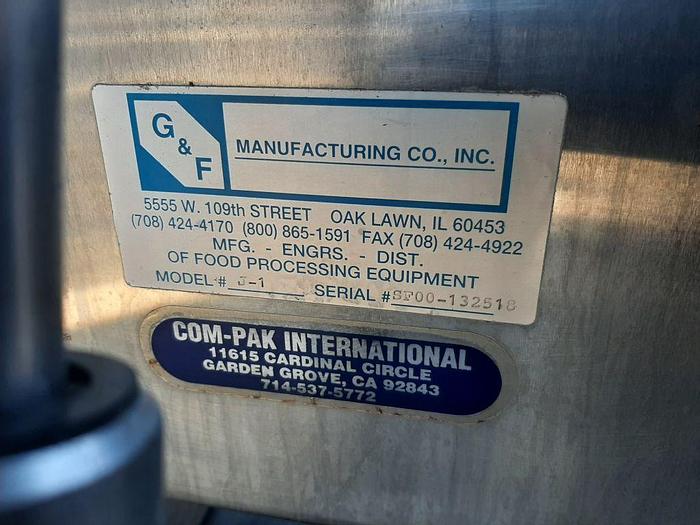 G & F
MANUFACTURING CO., INC.
5555 W. 109th STREET OAK LAWN, IL 60453
(708) 424-4170 (800) 865-1591 FAX (708) 424-4922
MFG. - ENGRS. - DIST.
OF FOOD PROCESSING EQUIPMENT
MODEL # J-1 SERIAL # SF00-132518
COM-PAK INTERNATIONAL
11615 CARDINAL CIRCLE
GARDEN GROVE, CA 92843
714-537-5772